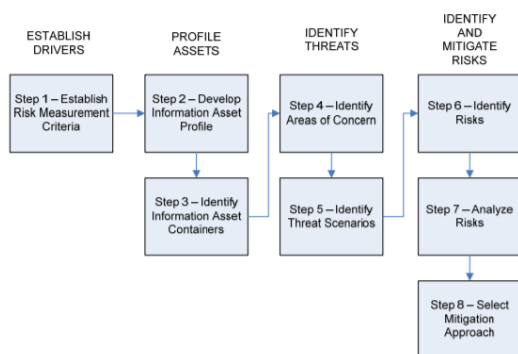 ESTABLISH
DRIVERS
PROFILE
ASSETS
IDENTIFY
THREATS
IDENTIFY
AND
MITIGATE
RISKS
Step 1 – Establish
Risk Measurement
Criteria
Step 2 – Develop
Information Asset
Profile
Step 3 – Identify
Information Asset
Containers
Step 4 – Identify
Areas of Concern
Step 5 – Identify
Threat Scenarios
Step 6 – Identify
Risks
Step 7 – Analyze
Risks
Step 8 – Select
Mitigation
Approach